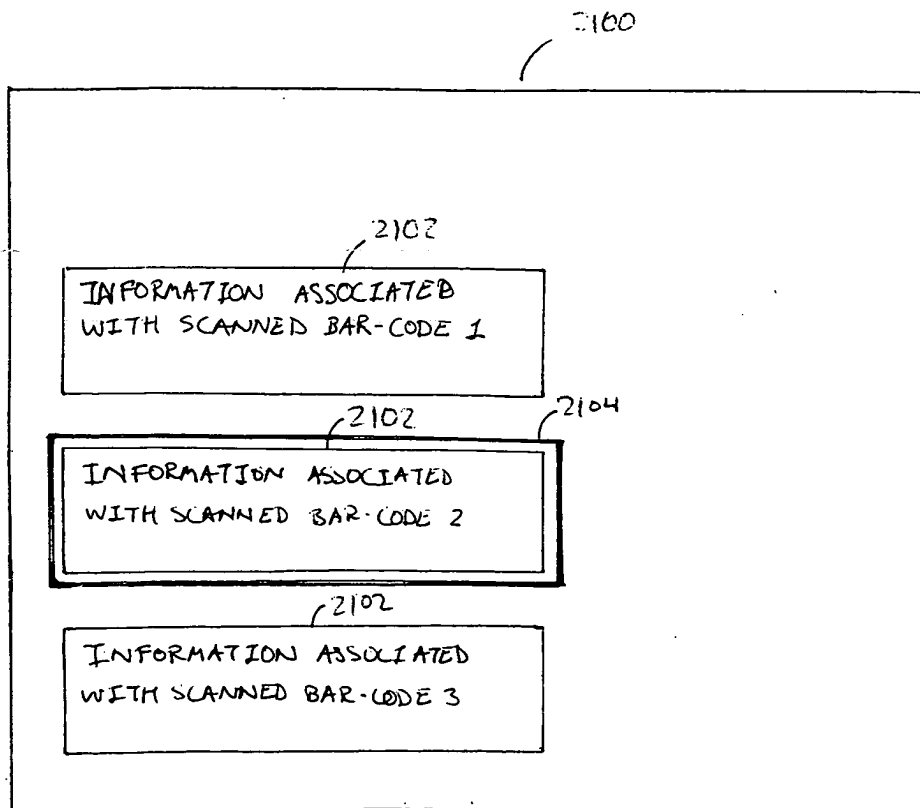 2100
2102
INFORMATION ASSOCIATED
WITH SCANNED BAR-CODE 1
2102
2104
INFORMATION ASSOCIATED
WITH SCANNED BAR-CODE 2
2102
INFORMATION ASSOCIATED
WITH SCANNED BAR-CODE 3